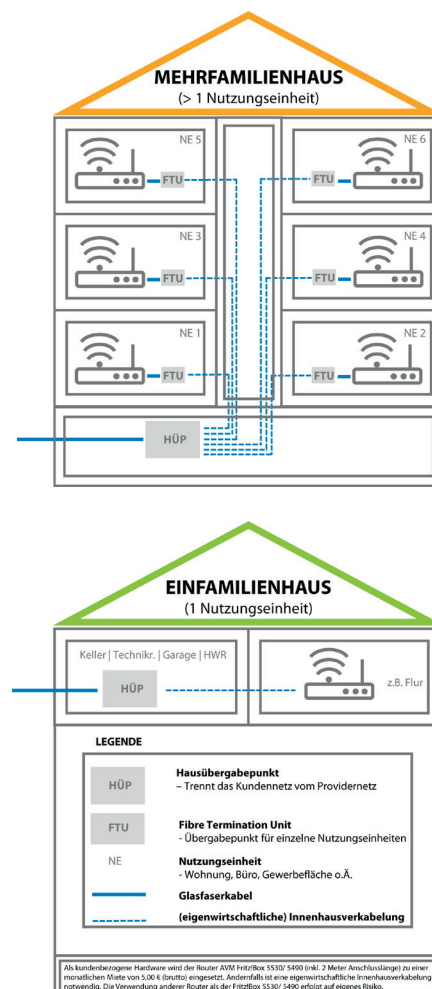 MEHRFAMILIENHAUS
(> 1 Nutzungseinheit)
NE 5
NE 6
FTU
FTU
NE 3
NE 4
FTU
FTU
NE 1
NE 2
FTU
FTU
HÜP
EINFAMILIENHAUS
(1 Nutzungseinheit)
Keller | Technikr. | Garage | HWR
HÜP
z.B. Flur
LEGENDE
HÜP
Hausübergabepunkt
– Trennt das Kundennetz vom Providernetz
FTU
Fibre Termination Unit
- Übergabepunkt für einzelne Nutzungseinheiten
NE
Nutzungseinheit
- Wohnung, Büro, Gewerbefläche o.Ä.
Glasfaserkabel
(eigenwirtschaftliche) Innenhausverkabelung
Als kundenbezogene Hardware wird der Router AVM Fritz!Box 5530/ 5490 (inkl. 2 Meter Anschlusslänge) zu einer
monatlichen Miete von 5,00 € (brutto) eingesetzt. Andernfalls ist eine eigenwirtschaftliche Innenhausverkabelung
notwendig. Die Verwendung anderer Router als der Fritz!Box 5530/ 5490 erfolgt auf eigenes Risiko.